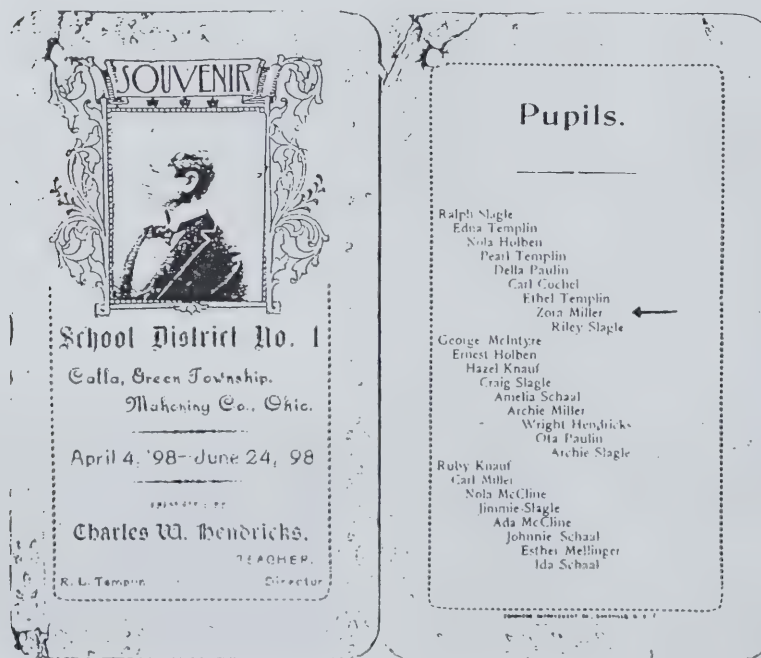 SOUVENIR
School District No. 1
Calla, Green Township.
Mahoning Co., Ohio.
April 4, '98–June 24, 98
Charles W. Hendricks,
TEACHER.
R. L. Templin Director
Pupils.
Ralph Slagle
Edna Templin
Nola Holben
Pearl Templin
Della Paulin
Carl Cochel
Ethel Templin
Zora Miller
Riley Slagle
George McIntyre
Ernest Holben
Hazel Knauf
Craig Slagle
Amelia Schaal
Archie Miller
Wright Hendricks
Ota Paulin
Archie Slagle
Ruby Knauf
Carl Miller
Nola McCline
Jimmie Slagle
Ada McCline
Johnnie Schaal
Esther Mellinger
Ida Schaal